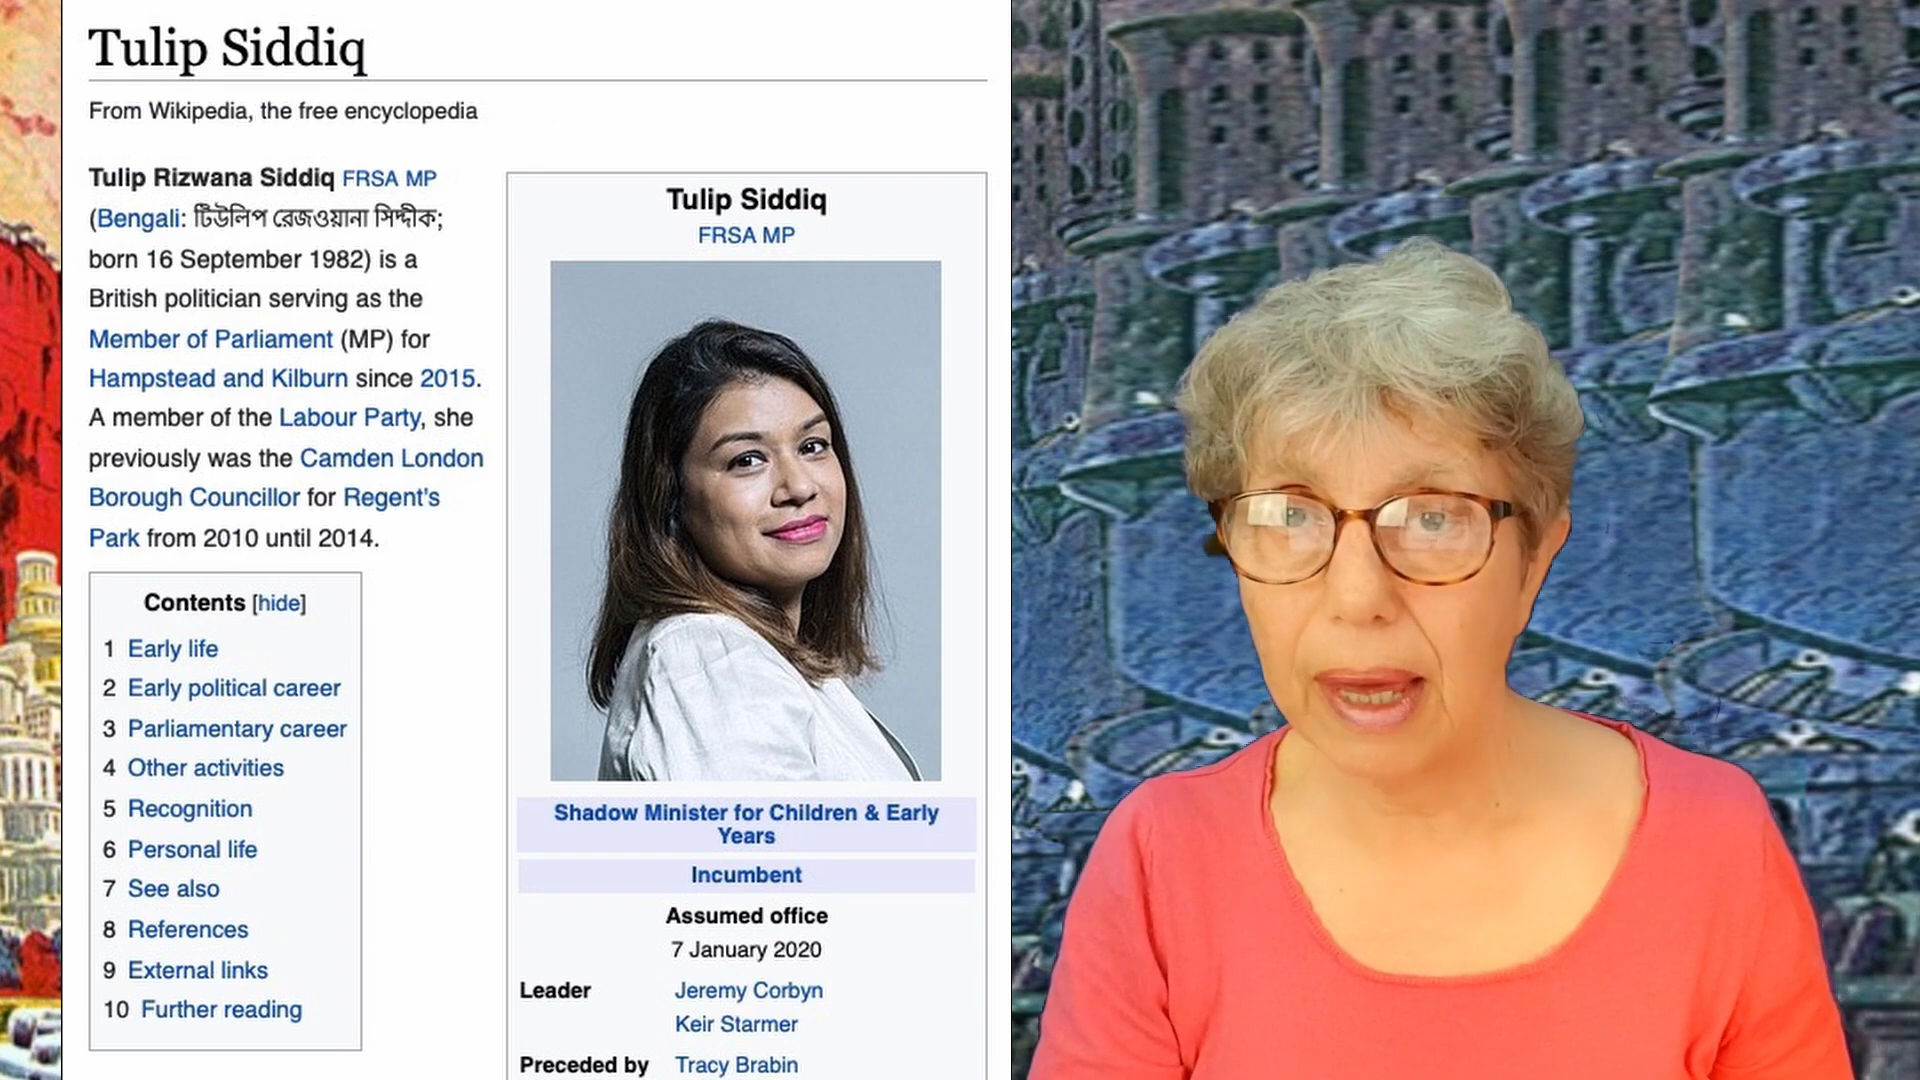 Tulip Siddiq
From Wikipedia, the free encyclopedia
Tulip Rizwana Siddiq FRSA MP
(Bengali: টিউলিপ রেজওয়ানা সিদ্দীক;
born 16 September 1982) is a
British politician serving as the
Member of Parliament (MP) for
Hampstead and Kilburn since 2015.
A member of the Labour Party, she
previously was the Camden London
Borough Councillor for Regent's
Park from 2010 until 2014.
Contents [hide]
1 Early life
2 Early political career
3 Parliamentary career
4 Other activities
5 Recognition
6 Personal life
7 See also
8 References
9 External links
10 Further reading
Tulip Siddiq
FRSA MP
Shadow Minister for Children & Early
Years
Incumbent
Assumed office
7 January 2020
Leader Jeremy Corbyn
Keir Starmer
Preceded by Tracy Brabin